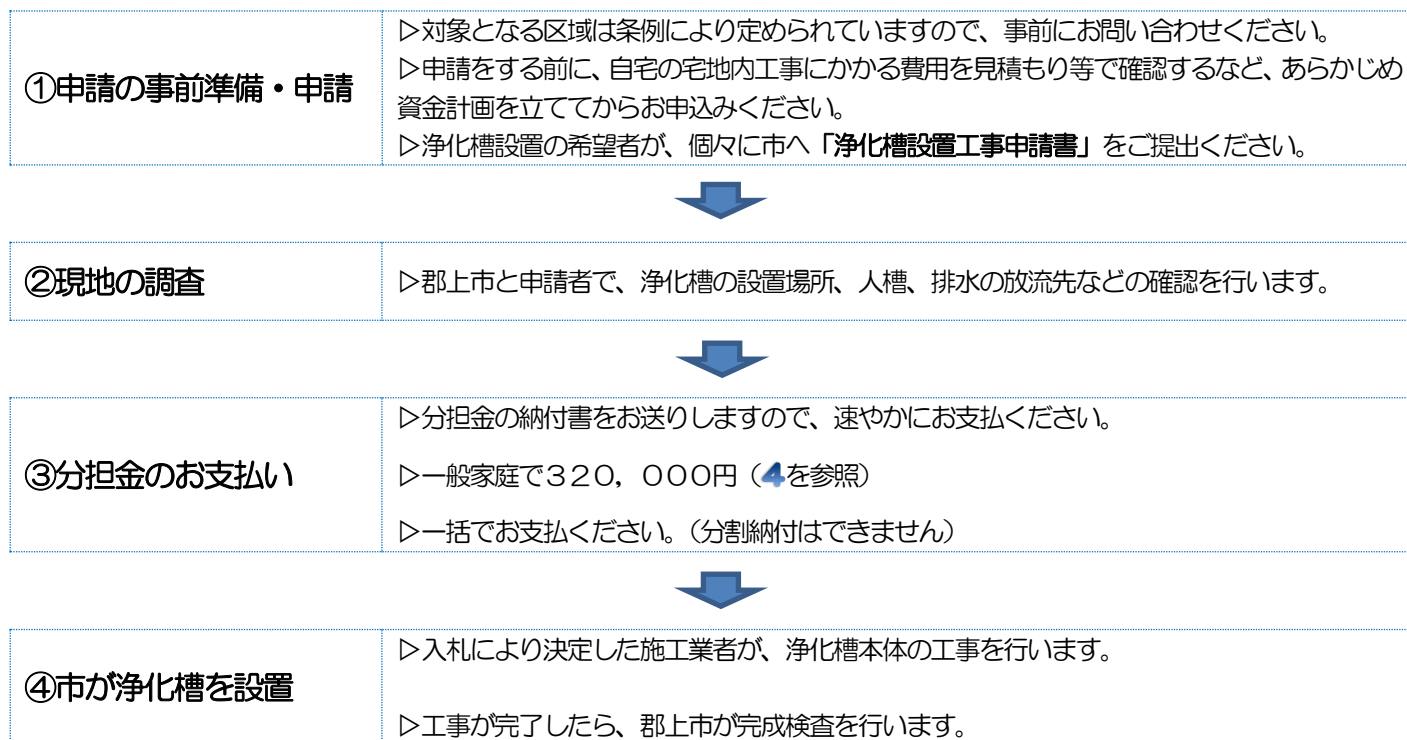 ①申請の事前準備・申請
▷対象となる区域は条例により定められていますので、事前にお問い合わせください。
▷申請をする前に、自宅の宅地内工事にかかる費用を見積もり等で確認するなど、あらかじめ
資金計画を立ててからお申込みください。
▷浄化槽設置の希望者が、個々に市へ「浄化槽設置工事申請書」をご提出ください。
②現地の調査
▷郡上市と申請者で、浄化槽の設置場所、人槽、排水の放流先などの確認を行います。
③分担金のお支払い
▷分担金の納付書をお送りしますので、速やかにお支払ください。
▷一般家庭で３２０，０００円（4を参照）
▷一括でお支払ください。（分割納付はできません）
④市が浄化槽を設置
▷入札により決定した施工業者が、浄化槽本体の工事を行います。
▷工事が完了したら、郡上市が完成検査を行います。